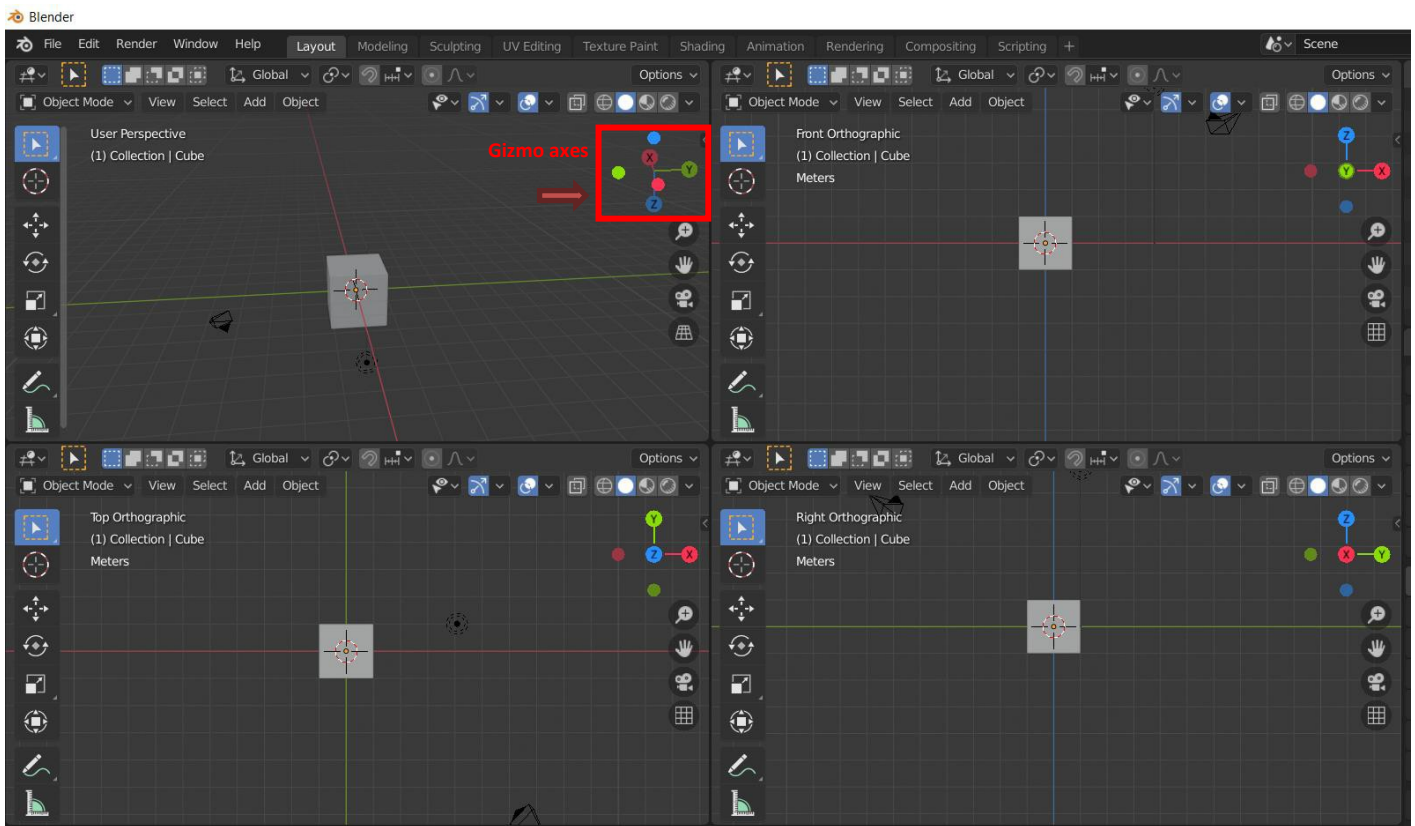 Blender
File Edit Render Window Help Layout Modeling Sculpting UV Editing Texture Paint Shading Animation Rendering Compositing Scripting + Scene
Global Options
Object Mode View Select Add Object
User Perspective
(1) Collection | Cube
Gizmo axes
X
Y
Z
Global Options
Object Mode View Select Add Object
Front Orthographic
(1) Collection | Cube
Meters
Z
Y X
Global Options
Object Mode View Select Add Object
Top Orthographic
(1) Collection | Cube
Meters
Y
Z X
Global Options
Object Mode View Select Add Object
Right Orthographic
(1) Collection | Cube
Meters
Z
X Y